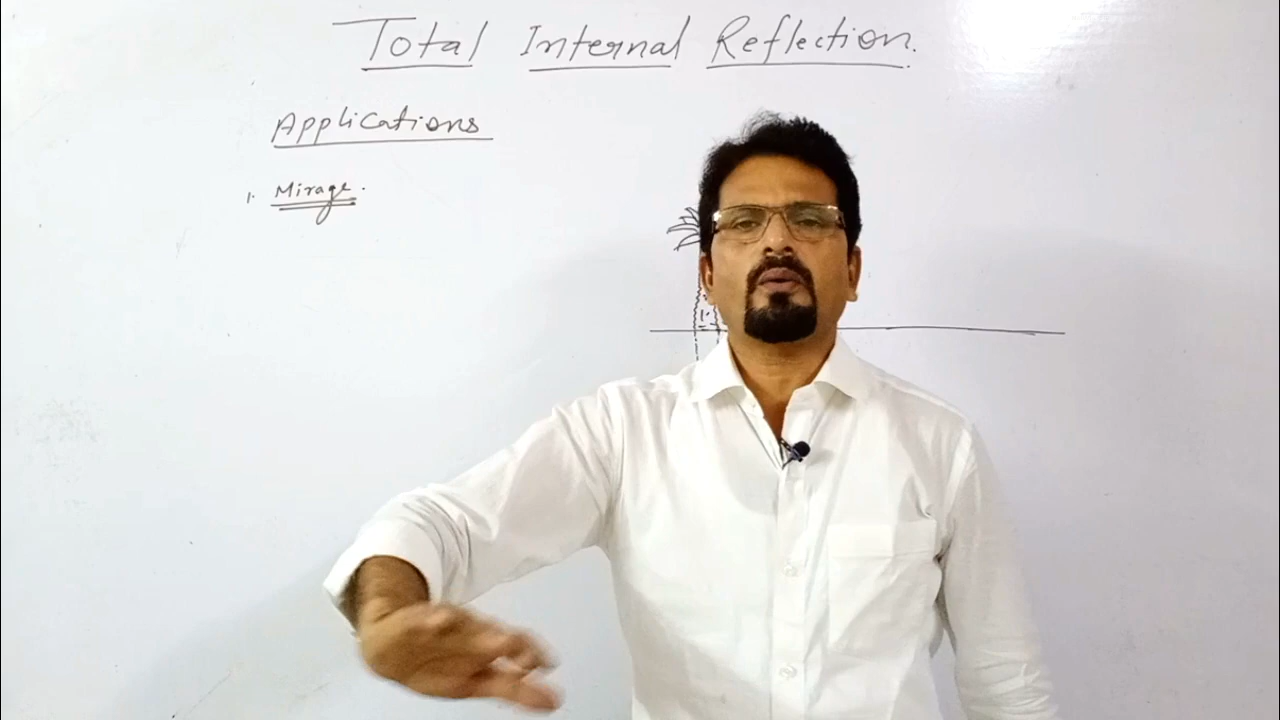 Total Internal Reflection.
Applications
1. Mirage.